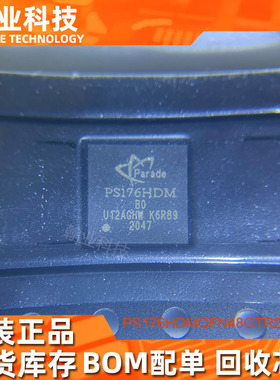 业科技
E TECHNOLOGY
Parade
PS176HDM
B0
U12AGHW K6R89
2047
装正品
货库存 BOM配单 回收